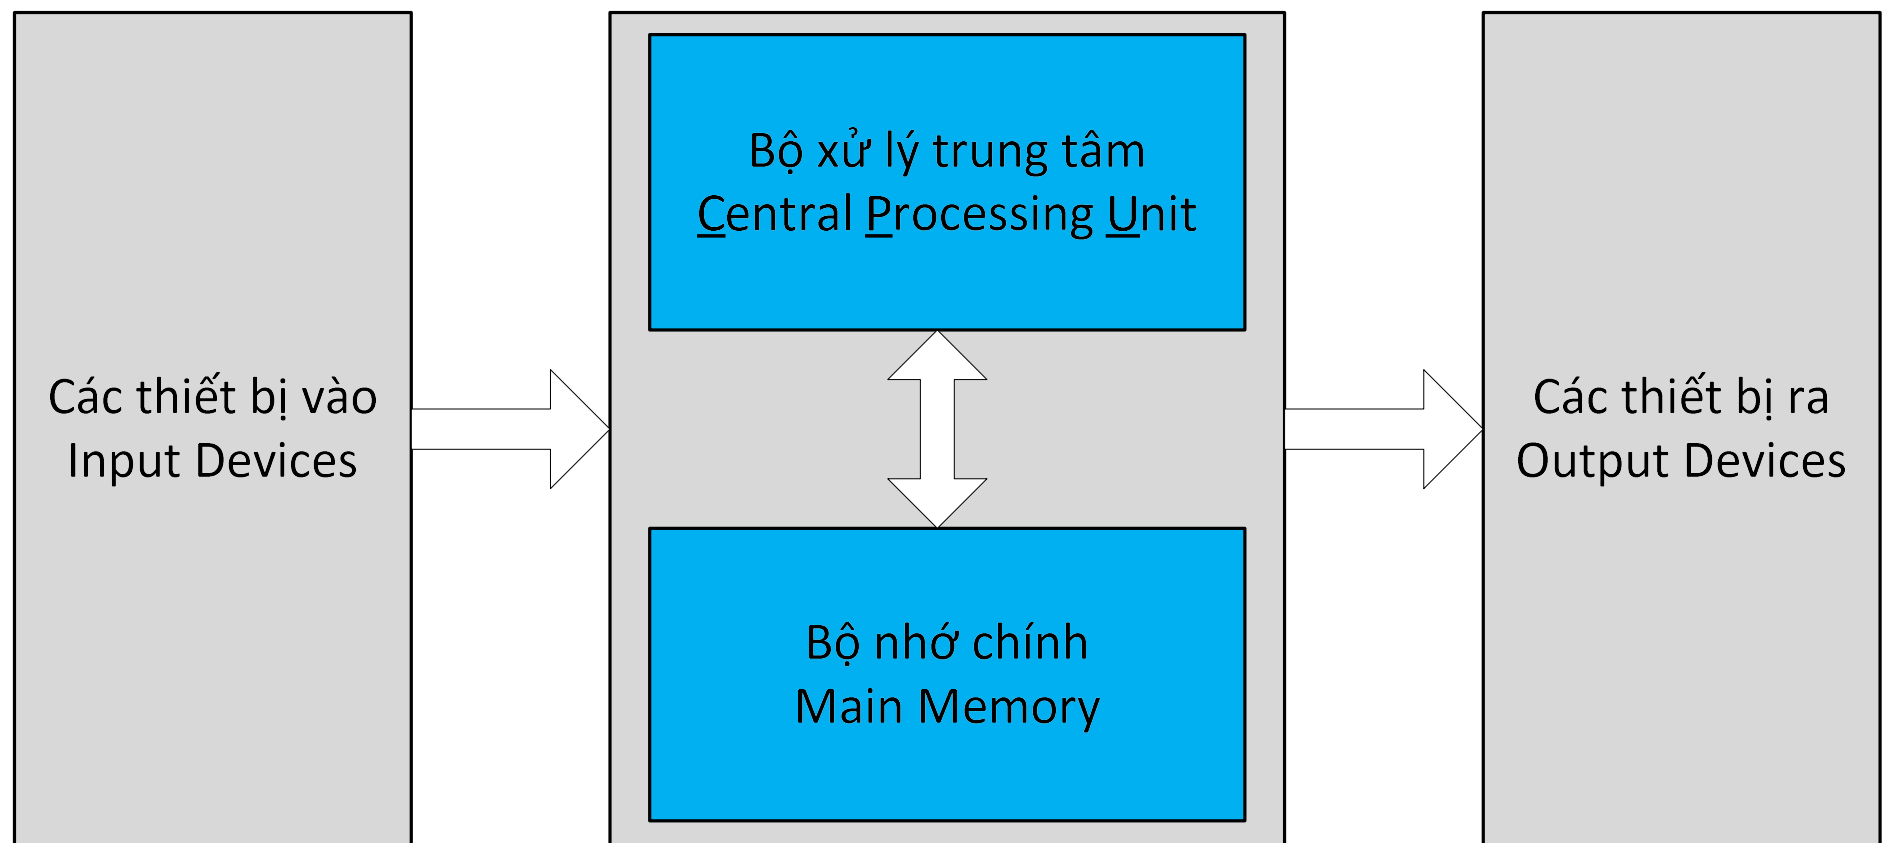 Các thiết bị vào
Input Devices
Bộ xử lý trung tâm
Central Processing Unit
Bộ nhớ chính
Main Memory
Các thiết bị ra
Output Devices